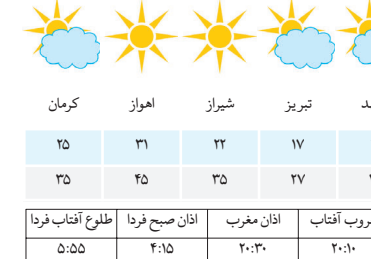 تبریز شیراز اهواز کرمان
۱۷ ۲۲ ۳۱ ۲۵
۲۷ ۳۵ ۴۵ ۳۵
آفتاب اذان مغرب اذان صبح فردا طلوع آفتاب فردا
۲۰:۱۰ ۲۰:۳۰ ۴:۱۵ ۵:۵۵